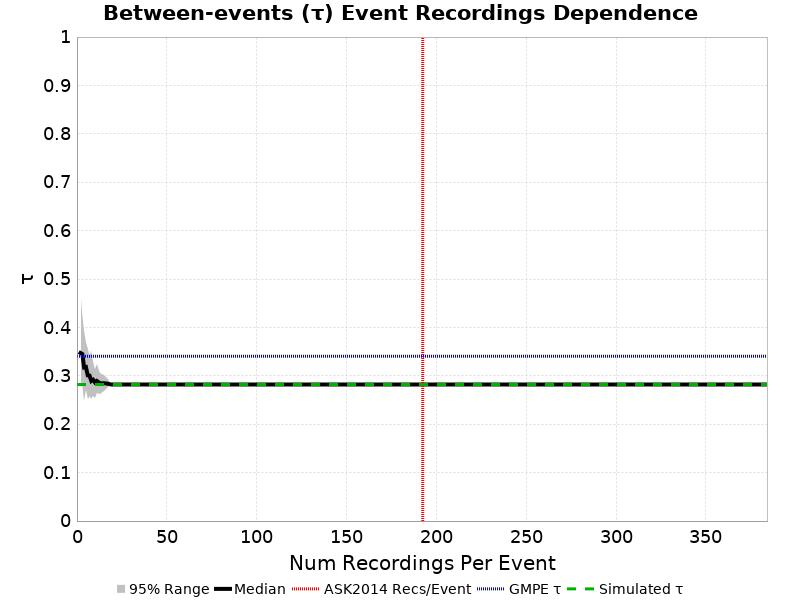 Between-events (τ) Event Recordings Dependence
1
0.9
0.8
0.7
0.6
0.5
0.4
0.3
0.2
0.1
0
τ
0 50 100 150 200 250 300 350
Num Recordings Per Event
95% Range Median ASK2014 Recs/Event GMPE τ Simulated τ